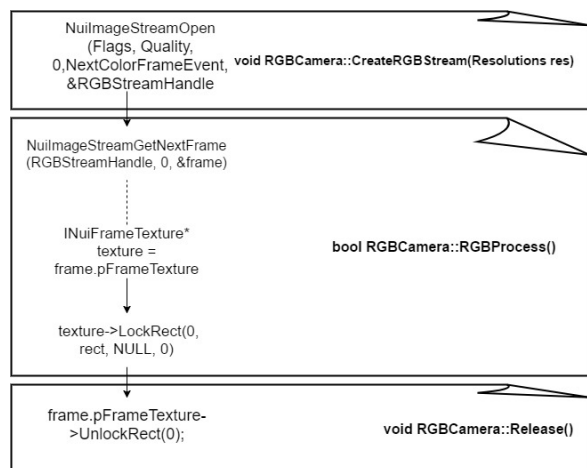 NuiImageStreamOpen
(Flags, Quality,
0,NextColorFrameEvent,
&RGBStreamHandle
void RGBCamera::CreateRGBStream(Resolutions res)
NuiImageStreamGetNextFrame
(RGBStreamHandle, 0, &frame)
INuiFrameTexture*
texture =
frame.pFrameTexture
bool RGBCamera::RGBProcess()
texture->LockRect(0,
rect, NULL, 0)
frame.pFrameTexture-
>UnlockRect(0);
void RGBCamera::Release()